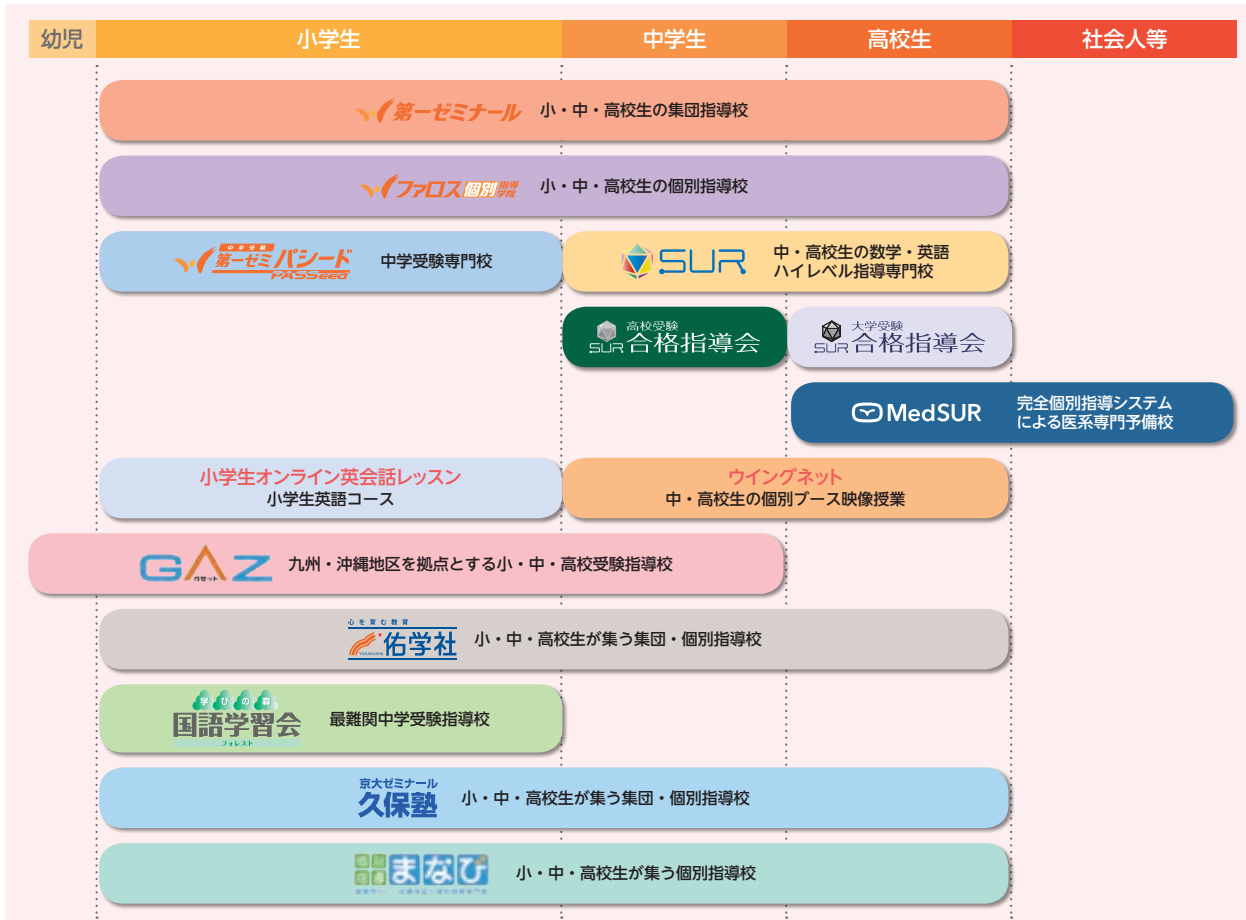 幼児 小学生 中学生 高校生 社会人等
第一ゼミナール 小・中・高校生の集団指導校
ファロス個別指導学院 小・中・高校生の個別指導校
中学受験
第一ゼミパシード
PASSeed
中学受験専門校
SUR
中・高校生の数学・英語
ハイレベル指導専門校
高校受験
SUR 合格指導会
大学受験
SUR 合格指導会
MedSUR
完全個別指導システム
による医系専門予備校
小学生オンライン英会話レッスン
小学生英語コース
ウイングネット
中・高校生の個別ブース映像授業
GAZ
ガゼット
九州・沖縄地区を拠点とする小・中・高校受験指導校
心を育む教育
佑学社
YUGAKUSHA
小・中・高校生が集う集団・個別指導校
学びの森
国語学習会
フォレスト
最難関中学受験指導校
京大ゼミナール
久保塾
小・中・高校生が集う集団・個別指導校
まなび
小・中・高校生が集う個別指導校